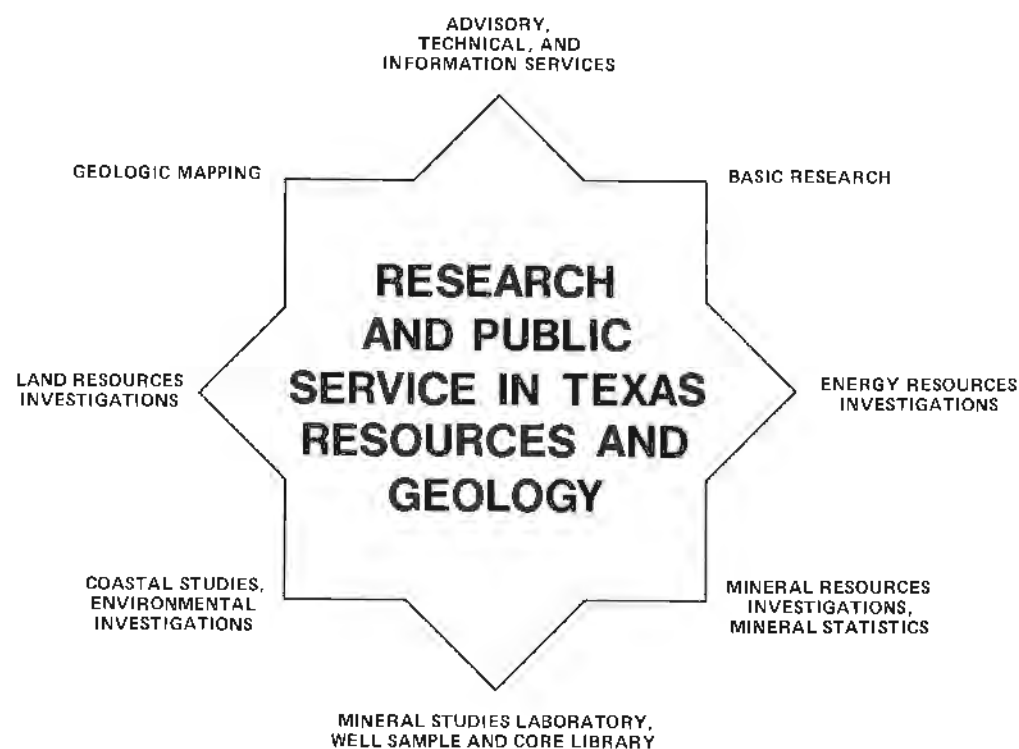 ADVISORY,
TECHNICAL, AND
INFORMATION SERVICES
GEOLOGIC MAPPING
BASIC RESEARCH
RESEARCH
AND PUBLIC
SERVICE IN TEXAS
RESOURCES AND
GEOLOGY
LAND RESOURCES
INVESTIGATIONS
ENERGY RESOURCES
INVESTIGATIONS
COASTAL STUDIES,
ENVIRONMENTAL
INVESTIGATIONS
MINERAL RESOURCES
INVESTIGATIONS,
MINERAL STATISTICS
MINERAL STUDIES LABORATORY,
WELL SAMPLE AND CORE LIBRARY